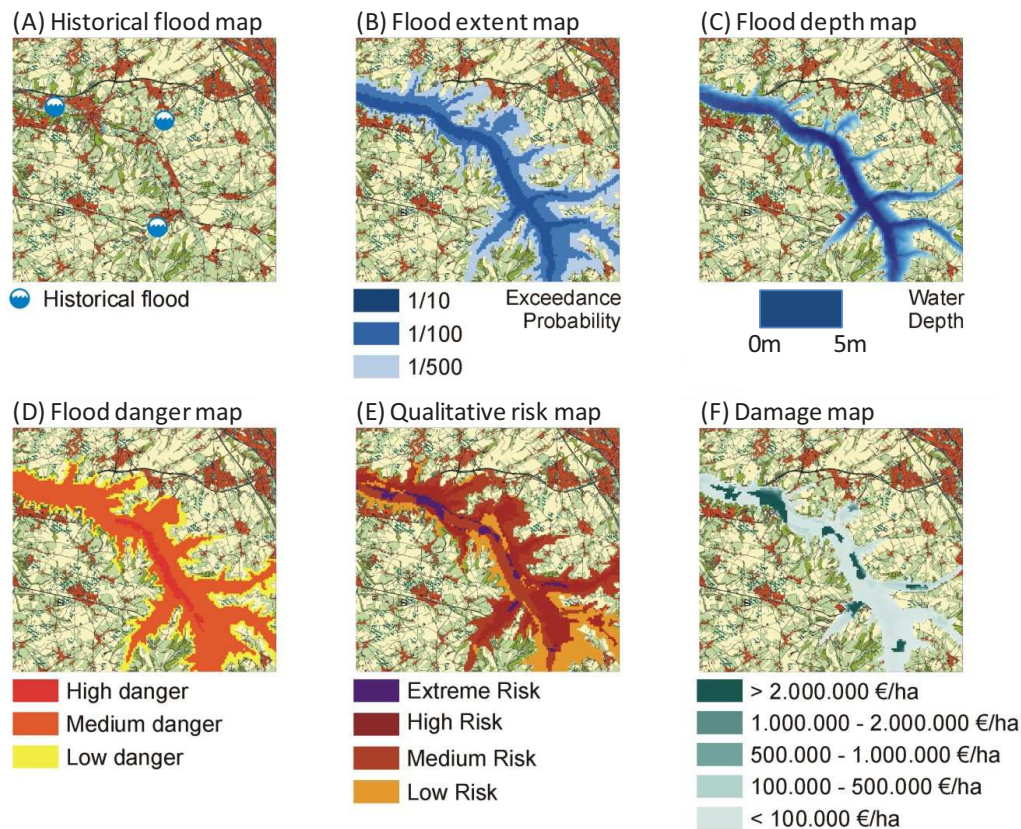 (A) Historical flood map
(B) Flood extent map
(C) Flood depth map
Historical flood
1/10
1/100
1/500
Exceedance
Probability
Water
Depth
0m
5m
(D) Flood danger map
(E) Qualitative risk map
(F) Damage map
High danger
Medium danger
Low danger
Extreme Risk
High Risk
Medium Risk
Low Risk
> 2.000.000 €/ha
1.000.000 - 2.000.000 €/ha
500.000 - 1.000.000 €/ha
100.000 - 500.000 €/ha
< 100.000 €/ha